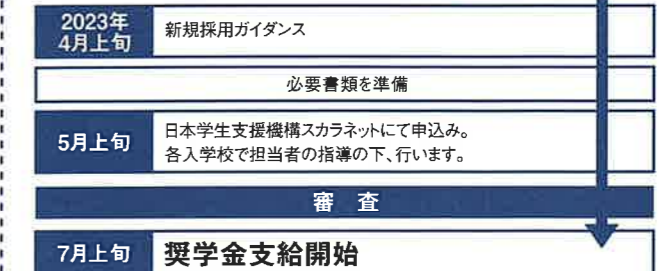 2023年
4月上旬
新規採用ガイダンス
必要書類を準備
5月上旬
日本学生支援機構スカラネットにて申込み。
各入学校で担当者の指導の下、行います。
審 査
7月上旬
奨学金支給開始